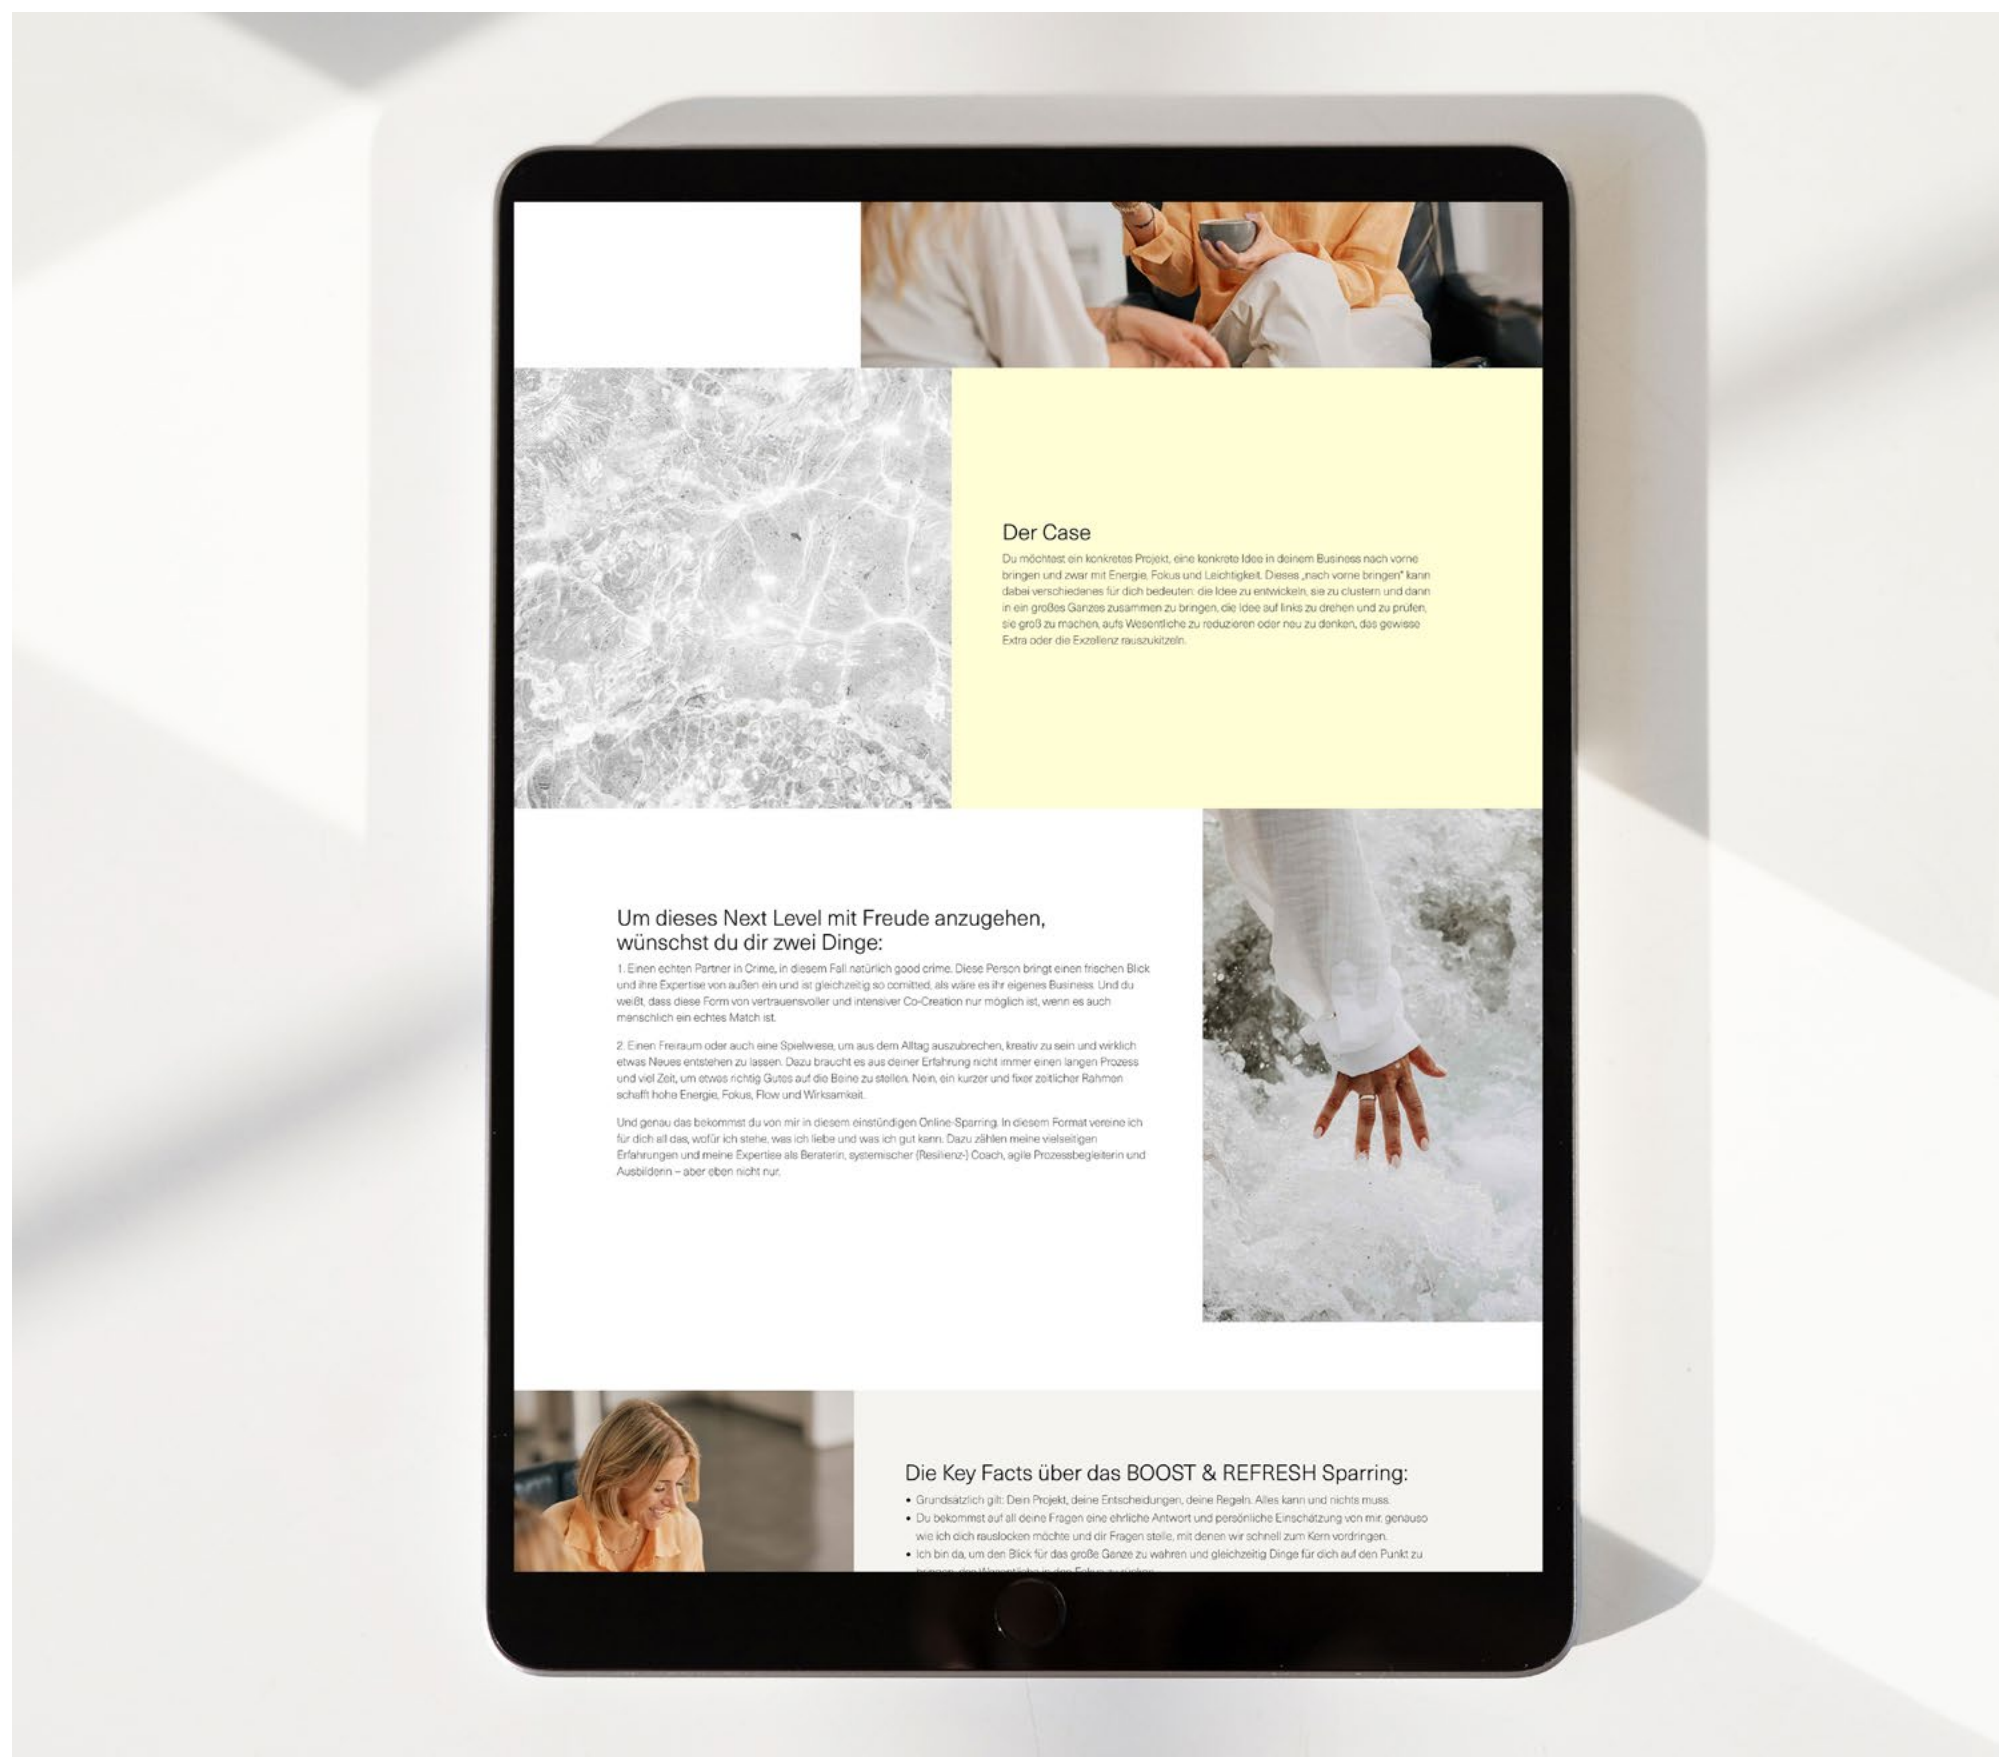 Der Case
Du möchtest ein konkretes Projekt, eine konkrete Idee in deinem Business nach vorne
bringen und zwar mit Energie, Fokus und Leichtigkeit. Dieses „nach vorne bringen" kann
dabei verschiedenes für dich bedeuten: die Idee zu entwickeln, sie zu clustern und dann
in ein großes Ganzes zusammen zu bringen, die Idee auf links zu drehen und zu prüfen,
sie groß zu machen, aufs Wesentliche zu reduzieren oder neu zu denken, das gewisse
Extra oder die Exzellenz rauszukitzeln.
Um dieses Next Level mit Freude anzugehen,
wünschst du dir zwei Dinge:
1. Einen echten Partner in Crime, in diesem Fall natürlich good crime. Diese Person bringt einen frischen Blick
und ihre Expertise von außen ein und ist gleichzeitig so comitted, als wäre es ihr eigenes Business. Und du
weißt, dass diese Form von vertrauensvoller und intensiver Co-Creation nur möglich ist, wenn es auch
menschlich ein echtes Match ist.
2. Einen Freiraum oder auch eine Spielwiese, um aus dem Alltag auszubrechen, kreativ zu sein und wirklich
etwas Neues entstehen zu lassen. Dazu braucht es aus deiner Erfahrung nicht immer einen langen Prozess
und viel Zeit, um etwas richtig Gutes auf die Beine zu stellen. Nein, ein kurzer und fixer zeitlicher Rahmen
schafft hohe Energie, Fokus, Flow und Wirksamkeit.
Und genau das bekommst du von mir in diesem einstündigen Online-Sparring. In diesem Format vereine ich
für dich all das, wofür ich stehe, was ich liebe und was ich gut kann. Dazu zählen meine vielseitigen
Erfahrungen und meine Expertise als Beraterin, systemischer (Resilienz-) Coach, agile Prozessbegleiterin und
Ausbilderin – aber eben nicht nur.
Die Key Facts über das BOOST & REFRESH Sparring:
• Grundsätzlich gilt: Dein Projekt, deine Entscheidungen, deine Regeln. Alles kann und nichts muss.
• Du bekommst auf all deine Fragen eine ehrliche Antwort und persönliche Einschätzung von mir, genauso
wie ich dich rauslocken möchte und dir Fragen stelle, mit denen wir schnell zum Kern vordringen.
• Ich bin da, um den Blick für das große Ganze zu wahren und gleichzeitig Dinge für dich auf den Punkt zu